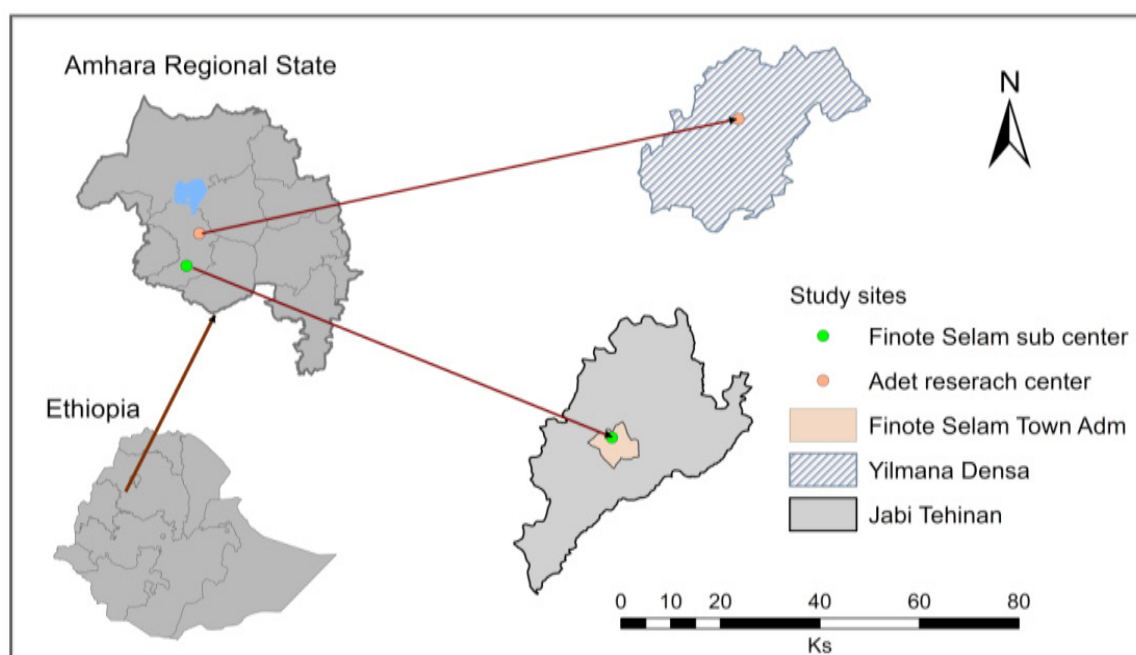 Amhara Regional State
N
Ethiopia
Study sites
Finote Selam sub center
Adet reserach center
Finote Selam Town Adm
Yilmana Densa
Jabi Tehinan
0 10 20 40 60 80
Ks